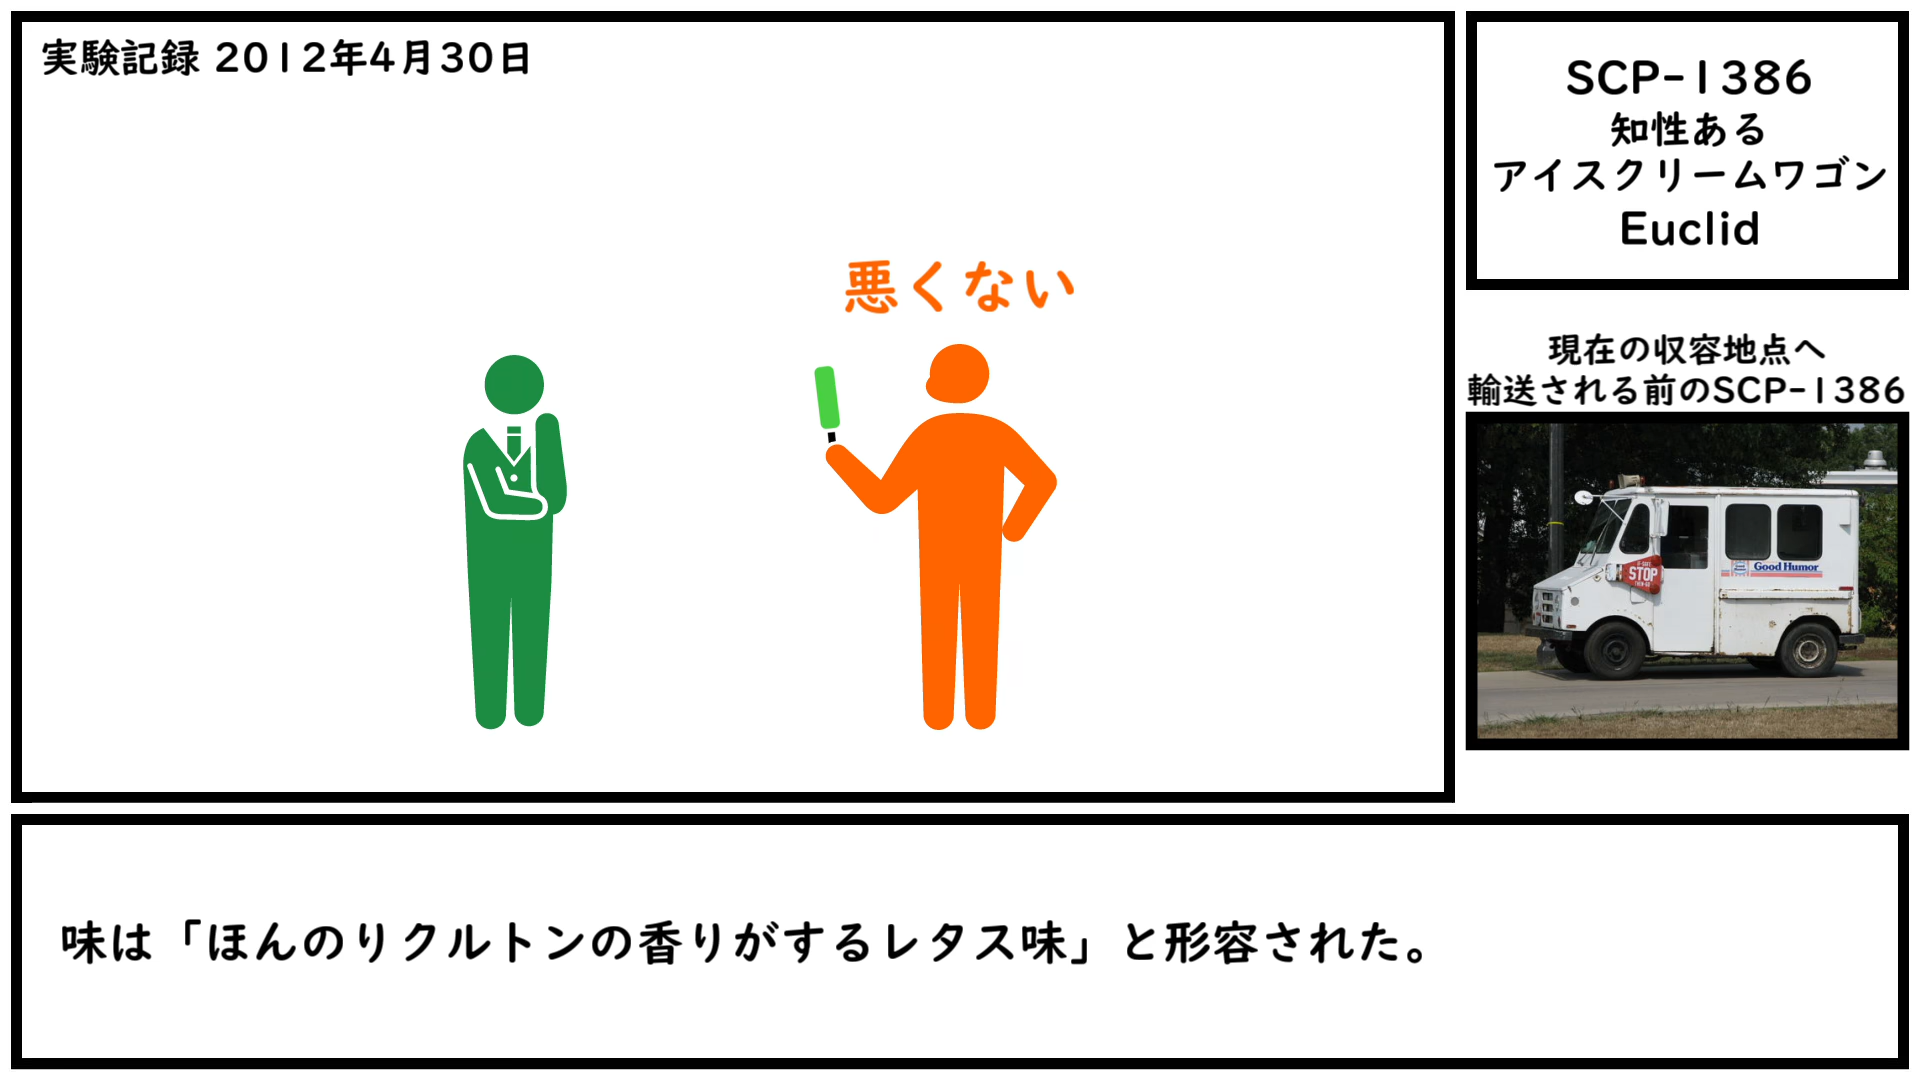 実験記録 2012年4月30日
悪くない
SCP-1386
知性ある
アイスクリームワゴン
Euclid
現在の収容地点へ
輸送される前のSCP-1386
STOP
Good Humor
味は「ほんのりクルトンの香りがするレタス味」と形容された。